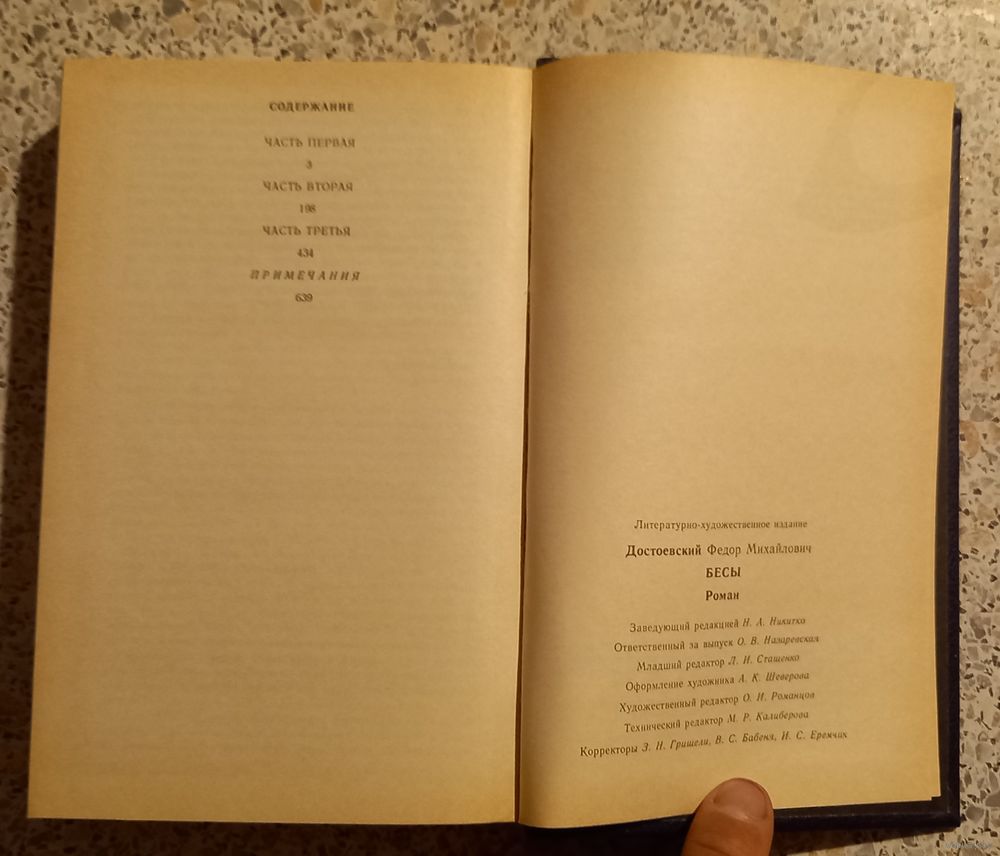 СОДЕРЖАНИЕ
ЧАСТЬ ПЕРВАЯ
3
ЧАСТЬ ВТОРАЯ
198
ЧАСТЬ ТРЕТЬЯ
434
ПРИМЕЧАНИЯ
639
Литературно-художественное издание
Достоевский Федор Михайлович
БЕСЫ
Роман
Заведующий редакцией Н. А. Никитко
Ответственный за выпуск О. В. Назаревская
Младший редактор Л. И. Сташенко
Оформление художника А. К. Шеверова
Художественный редактор О. И. Романцов
Технический редактор М. Р. Калиберова
Корректоры З. Н. Гришели, В. С. Бабеня, И. С. Еремчик